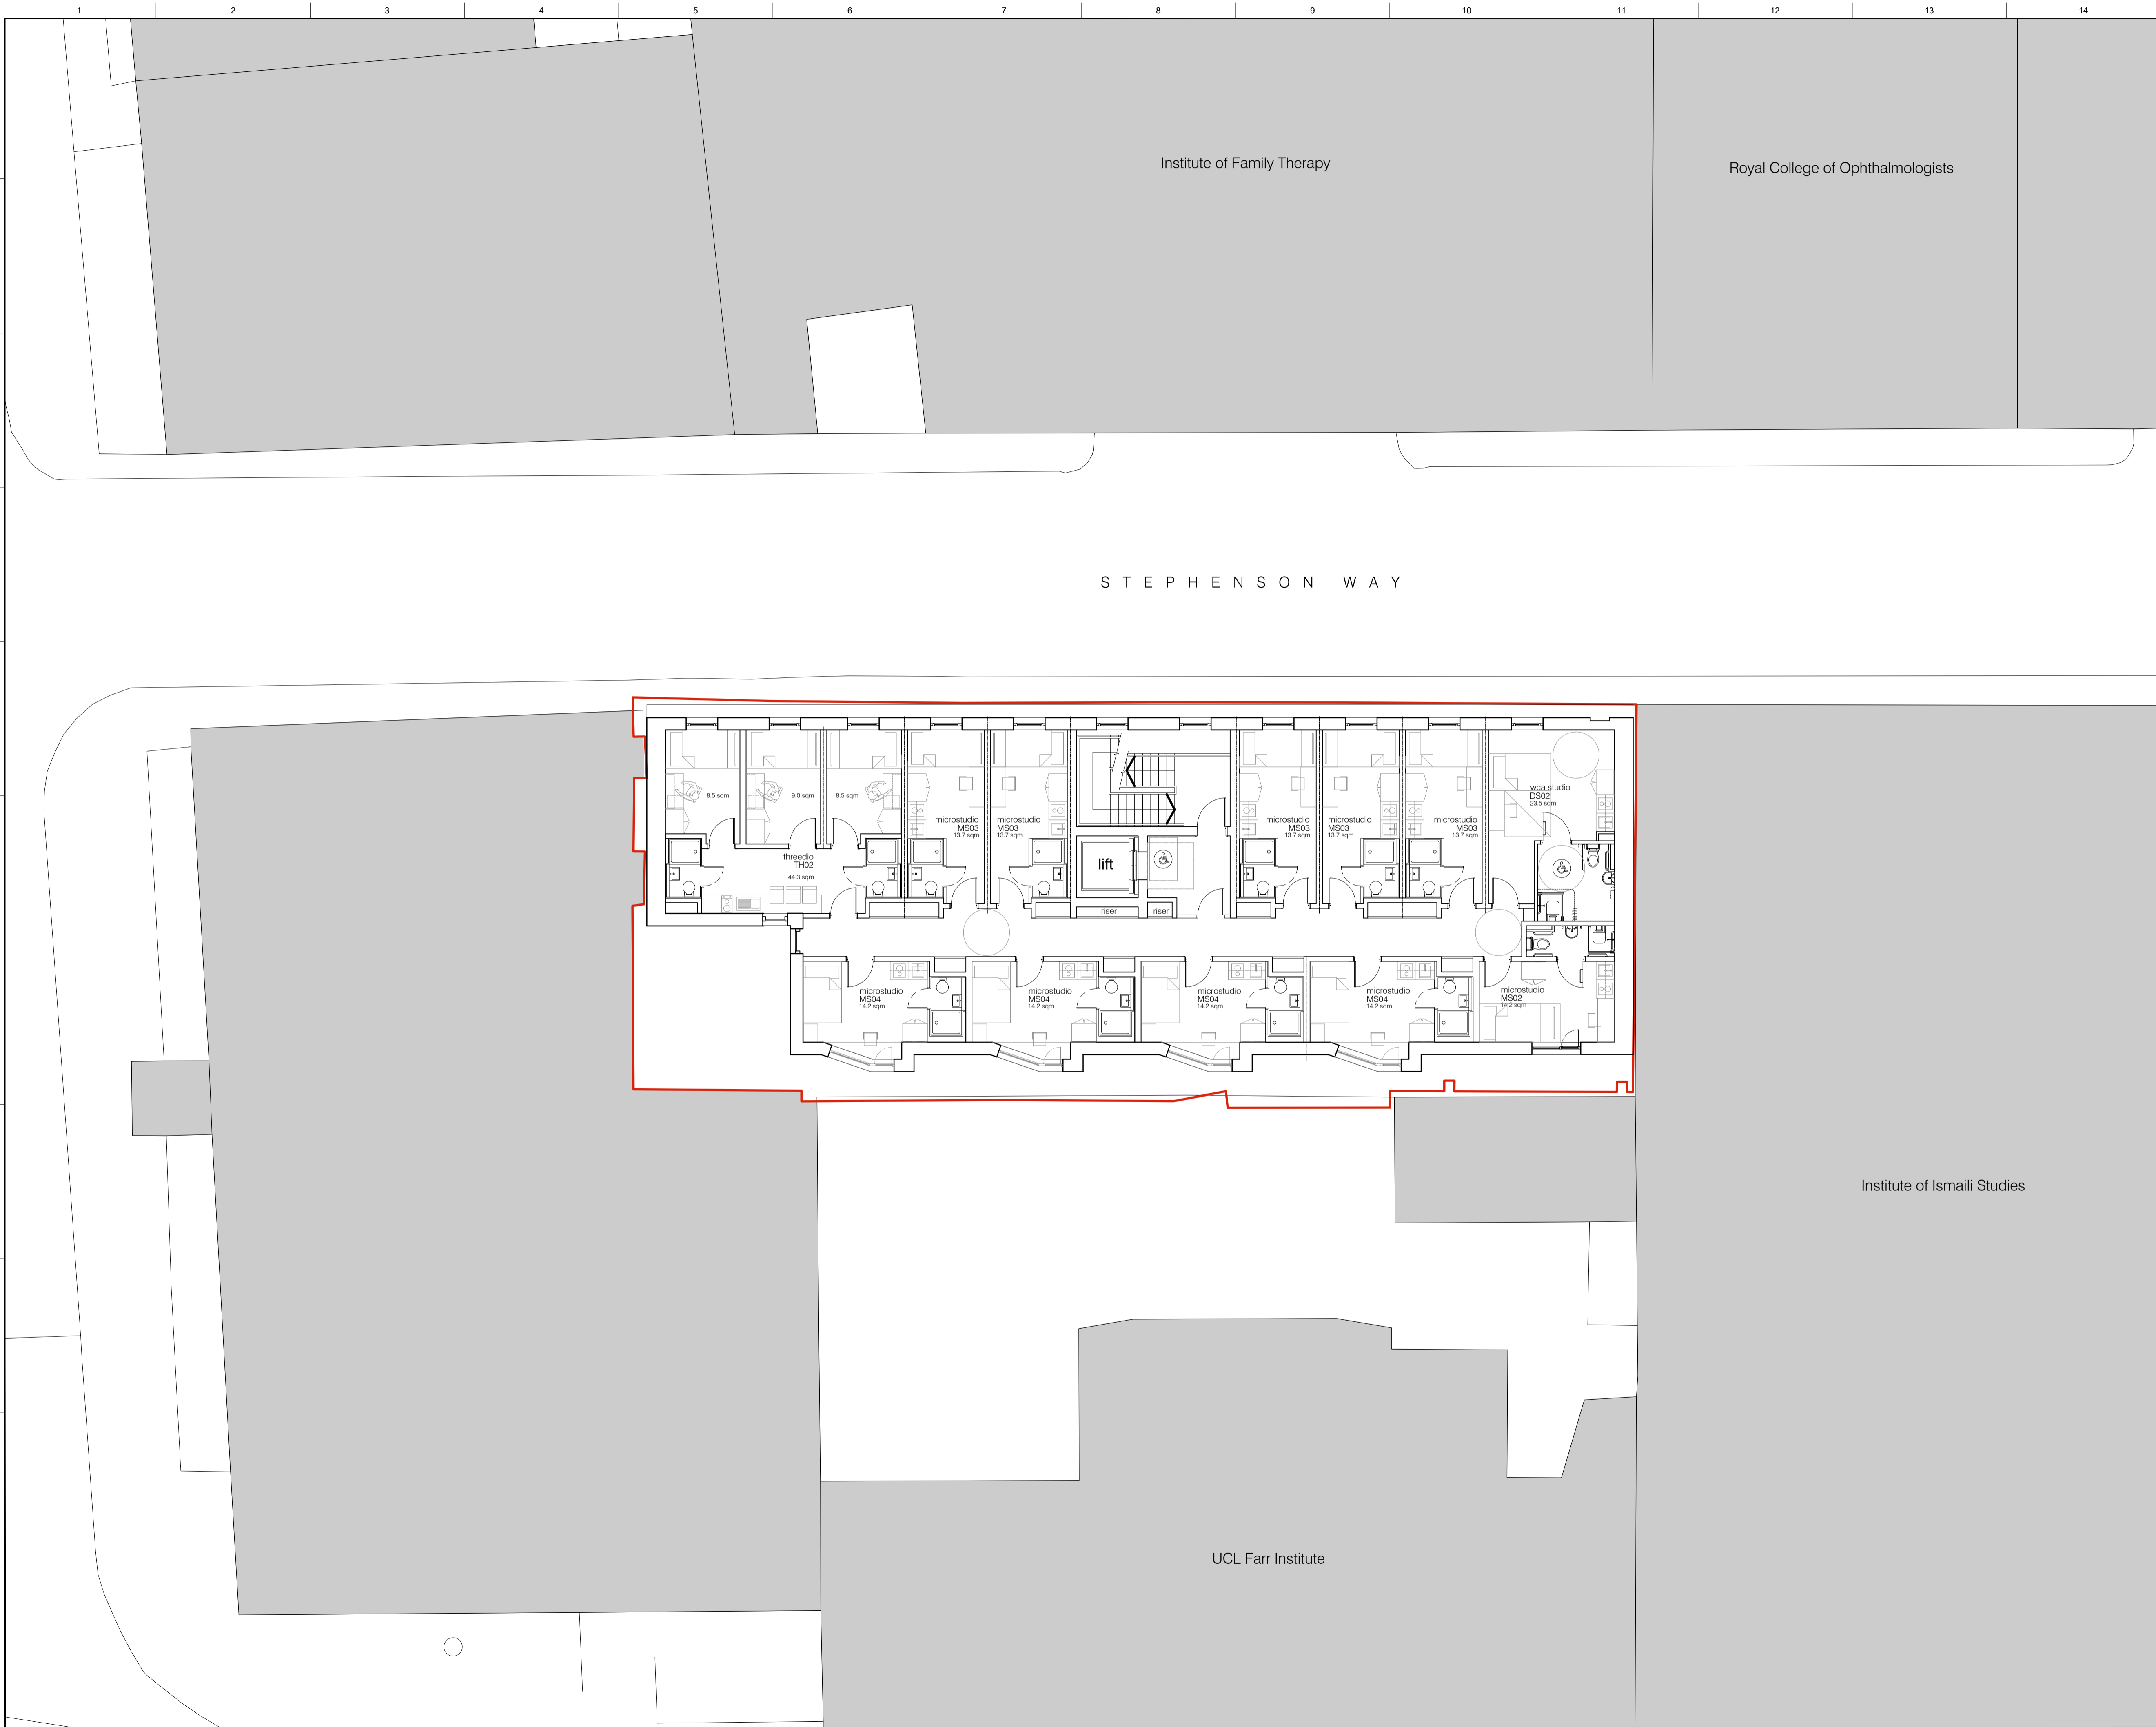 1 2 3 4 5 6 7 8 9 10 11 12 13 14
Institute of Family Therapy
Royal College of Ophthalmologists
STEPHENSON WAY
8.5 sqm
9.0 sqm
8.5 sqm
threedio
TH02
44.3 sqm
microstudio
MS03
13.7 sqm
microstudio
MS03
13.7 sqm
lift
riser
riser
microstudio
MS03
13.7 sqm
microstudio
MS03
13.7 sqm
microstudio
MS03
13.7 sqm
wca studio
DS02
23.5 sqm
microstudio
MS04
14.2 sqm
microstudio
MS04
14.2 sqm
microstudio
MS04
14.2 sqm
microstudio
MS04
14.2 sqm
microstudio
MS02
14.2 sqm
Institute of Ismaili Studies
UCL Farr Institute